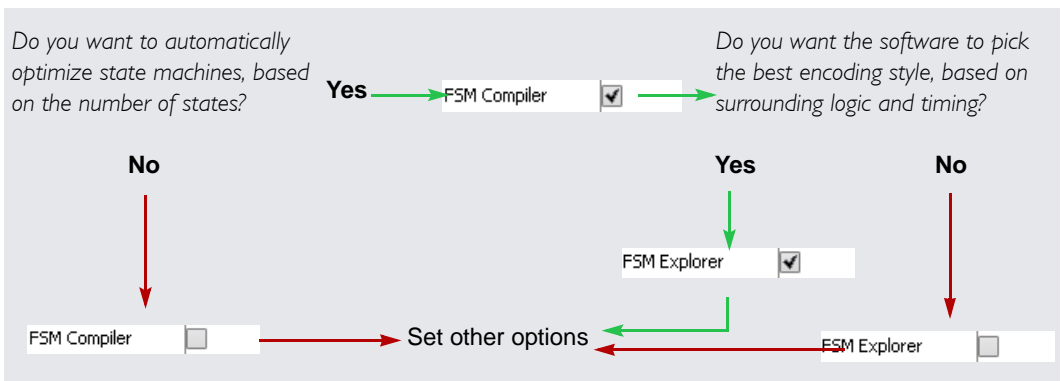 Do you want to automatically
optimize state machines, based
on the number of states?
Yes
FSM Compiler
Do you want the software to pick
the best encoding style, based on
surrounding logic and timing?
No
Yes
No
FSM Explorer
FSM Compiler
Set other options
FSM Explorer